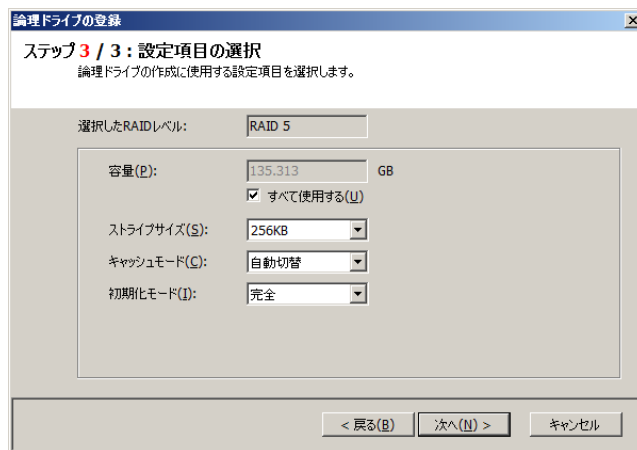 論理ドライブの登録
ステップ 3 / 3 : 設定項目の選択
論理ドライブの作成に使用する設定項目を選択します。
選択したRAIDレベル: RAID 5
容量(P): 135.313 GB
すべて使用する(U)
ストライプサイズ(S): 256KB
キャッシュモード(C): 自動切替
初期化モード(I): 完全
< 戻る(B) 次へ(N) > キャンセル